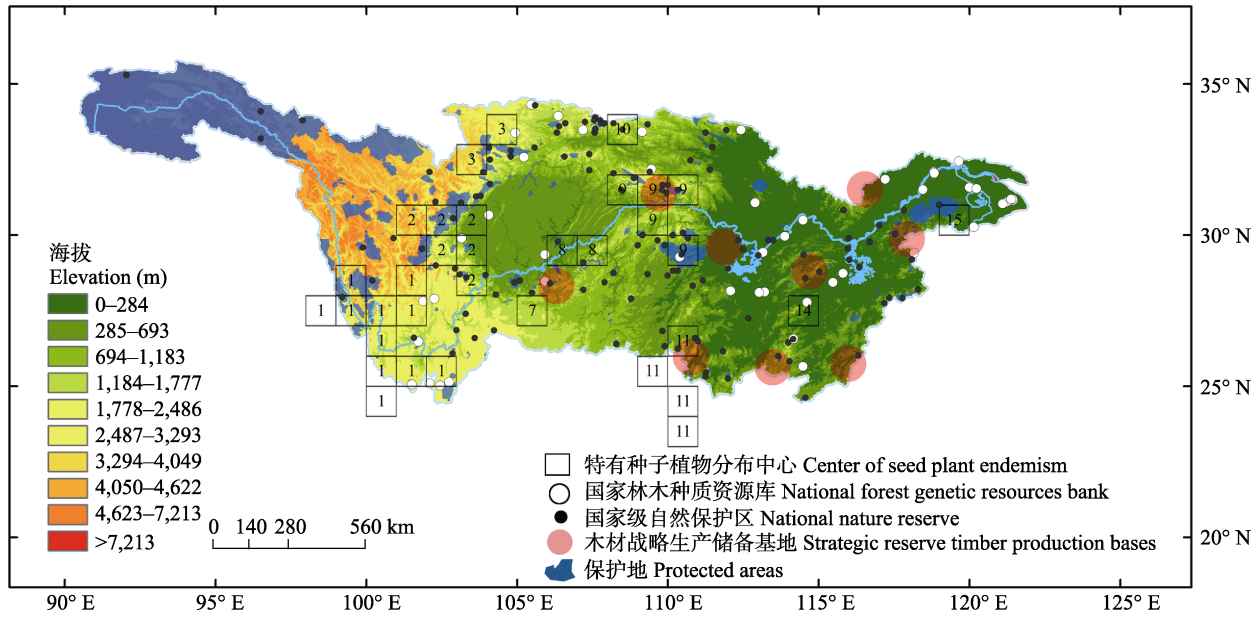 35° N
30° N
25° N
20° N
90° E
95° E
100° E
105° E
110° E
115° E
120° E
125° E
海拔
Elevation (m)
0–284
285–693
694–1,183
1,184–1,777
1,778–2,486
2,487–3,293
3,294–4,049
4,050–4,622
4,623–7,213
>7,213
0 140 280 560 km
特有种子植物分布中心 Center of seed plant endemism
国家林木种质资源库 National forest genetic resources bank
国家级自然保护区 National nature reserve
木材战略生产储备基地 Strategic reserve timber production bases
保护地 Protected areas
3
10
3
9 9 9
2 2 2
9
15
2 2
8 8
9
1
1
2
1 1 1 1
7
14
1
11
1 1 1
11
1
11
11